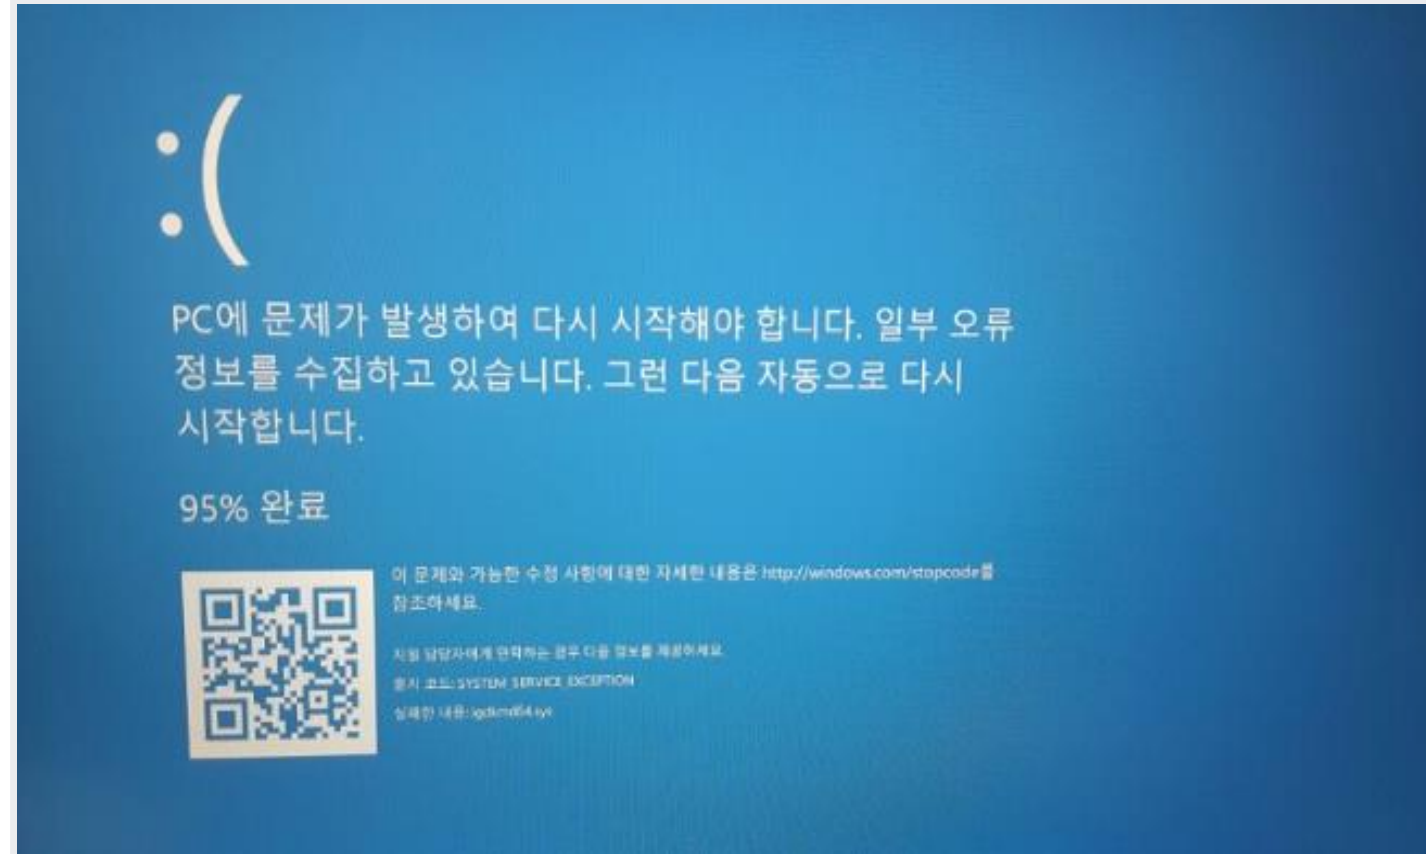 :(
PC에 문제가 발생하여 다시 시작해야 합니다. 일부 오류
정보를 수집하고 있습니다. 그런 다음 자동으로 다시
시작합니다.
95% 완료
이 문제와 가능한 수정 사항에 대한 자세한 내용은 http://windows.com/stopcode를
참조하세요.
지원 담당자에게 연락하는 경우 다음 정보를 제공하세요.
중지 코드: SYSTEM SERVICE EXCEPTION
실패한 내용: igdkmd64.sys